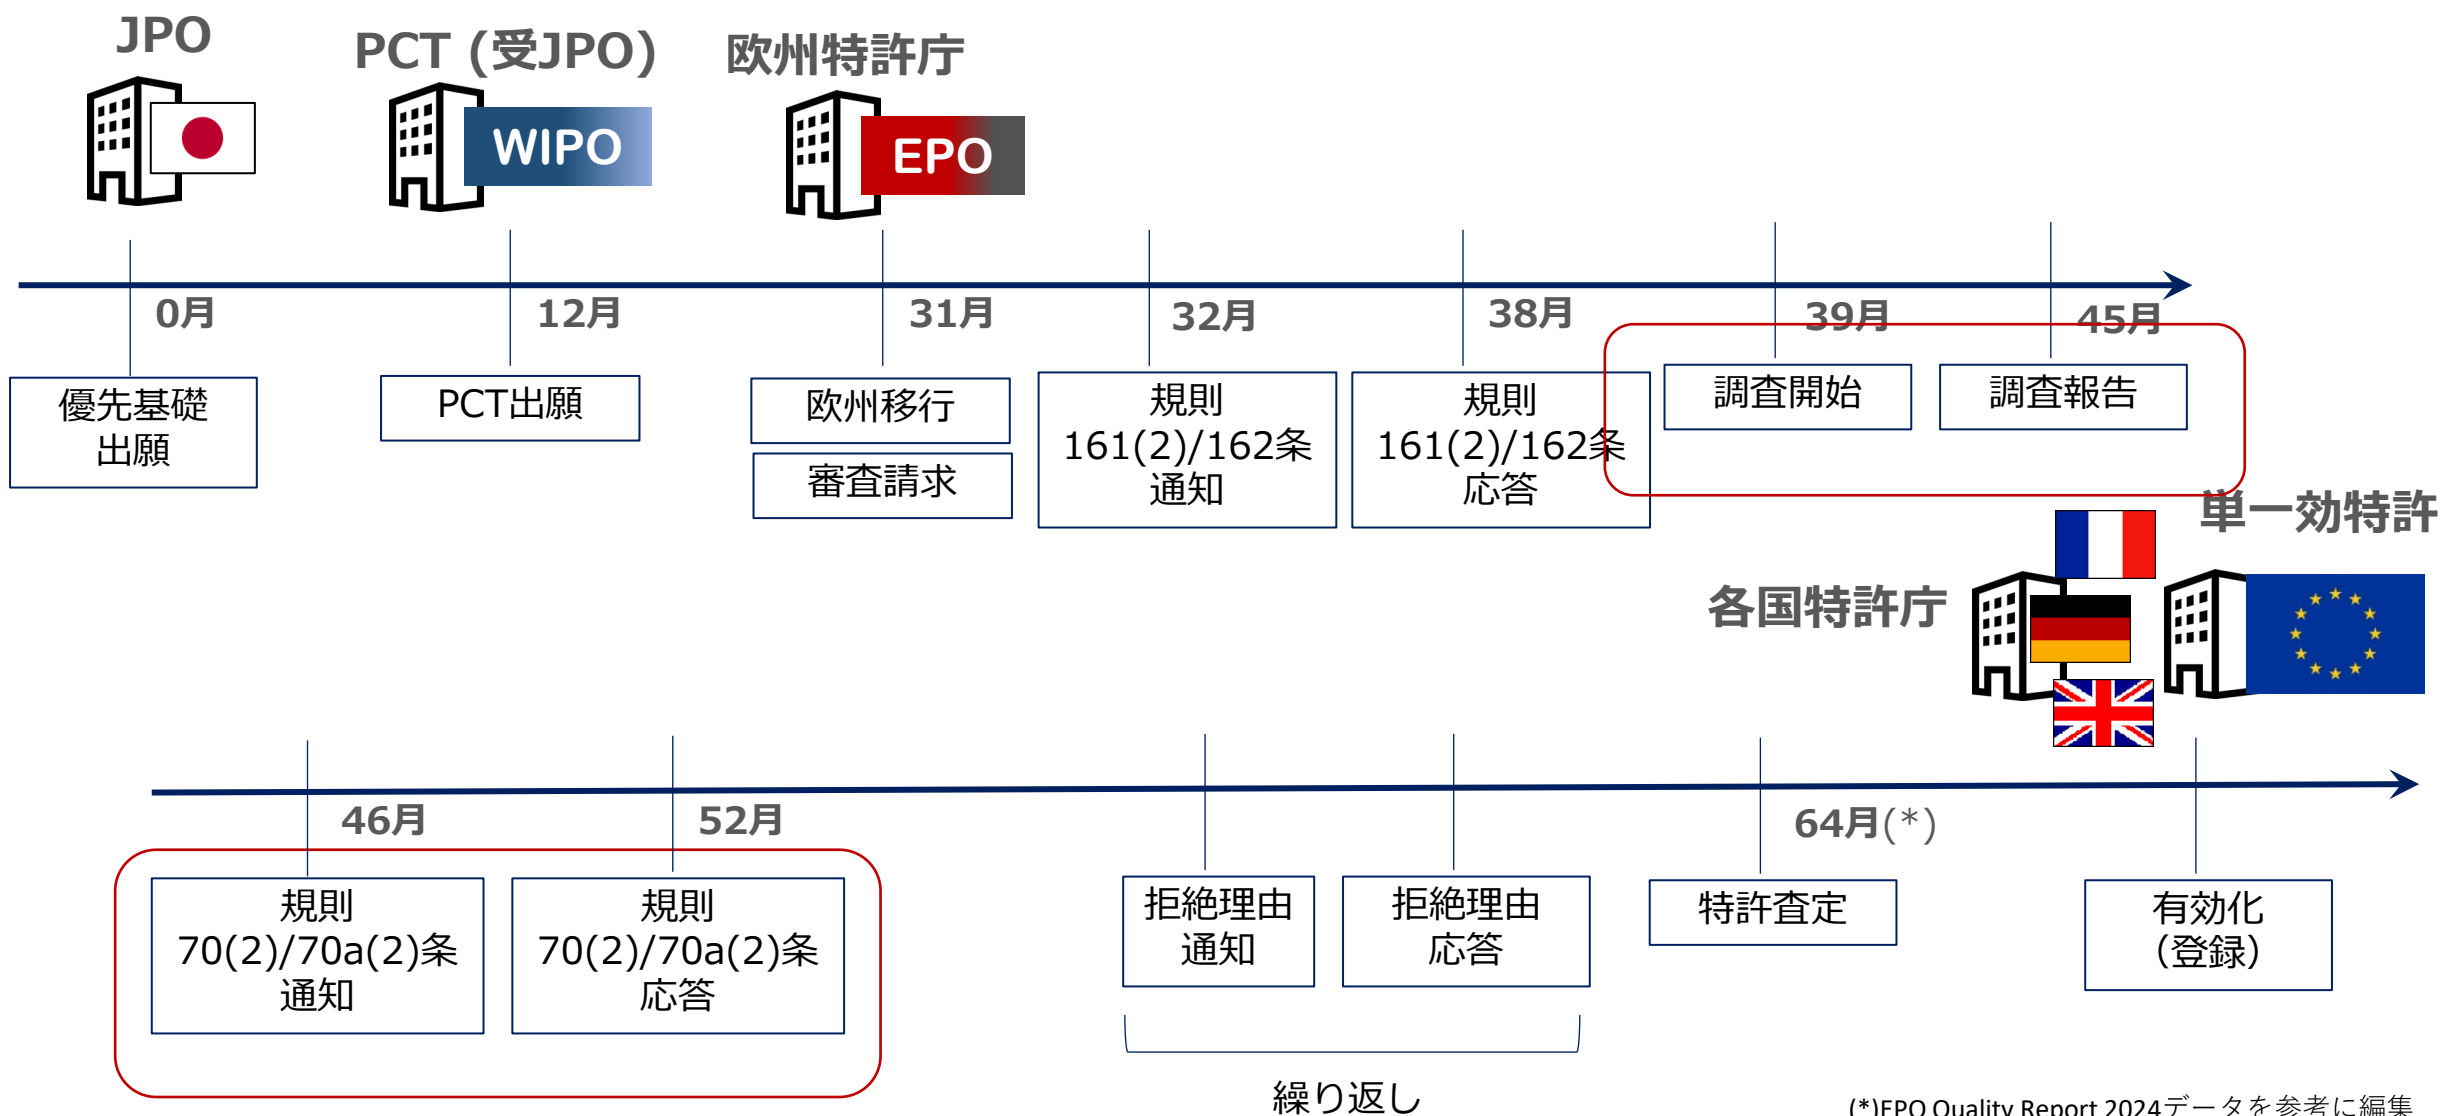 JPO
PCT (受JPO)
欧州特許庁
WIPO
EPO
0月
12月
31月
32月
38月
39月
45月
優先基礎
出願
PCT出願
欧州移行
審査請求
規則
161(2)/162条
通知
規則
161(2)/162条
応答
調査開始
調査報告
単一効特許
各国特許庁
46月
52月
64月(*)
規則
70(2)/70a(2)条
通知
規則
70(2)/70a(2)条
応答
拒絶理由
通知
拒絶理由
応答
特許査定
有効化
（登録）
繰り返し
(*)EPO Quality Report 2024データを参考に編集